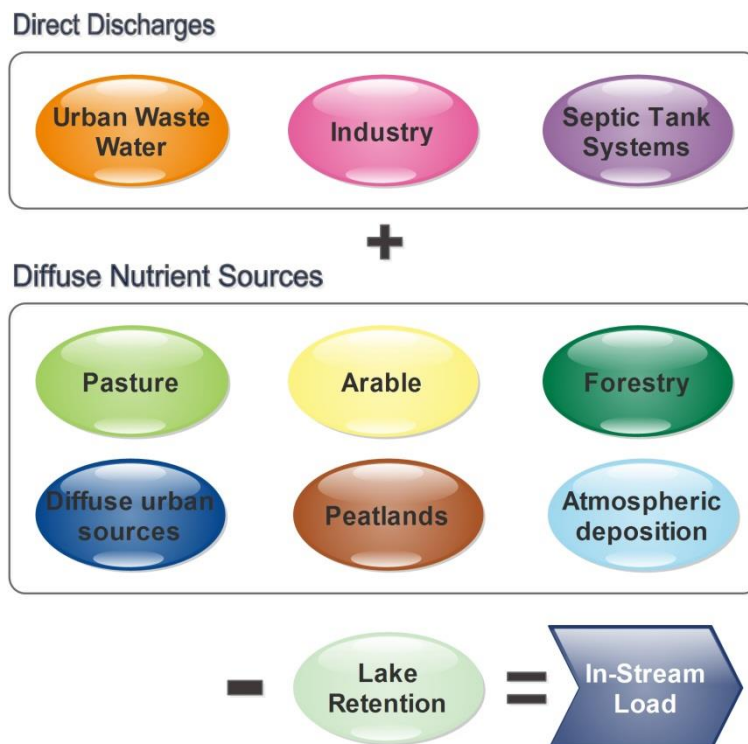 Direct Discharges
Urban Waste
Water
Industry
Septic Tank
Systems
+
Diffuse Nutrient Sources
Pasture
Arable
Forestry
Diffuse urban
sources
Peatlands
Atmospheric
deposition
-
Lake
Retention
=
In-Stream
Load